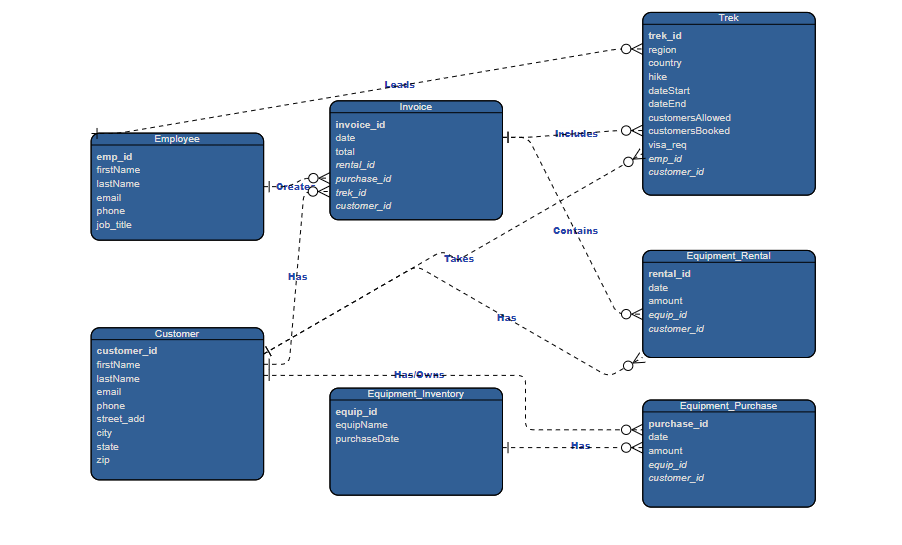 Trek
trek_id
region
country
hike
dateStart
dateEnd
customersAllowed
customersBooked
visa_req
emp_id
customer_id
Leads
Invoice
invoice_id
date
total
rental_id
purchase_id
trek_id
customer_id
Includes
Employee
emp_id
firstName
lastName
email
phone
job_title
Create
Contains
Takes
Has
Equipment_Rental
rental_id
date
amount
equip_id
customer_id
Has
Customer
customer_id
firstName
lastName
email
phone
street_add
city
state
zip
Has/Owns
Equipment_Inventory
equip_id
equipName
purchaseDate
Has
Equipment_Purchase
purchase_id
date
amount
equip_id
customer_id